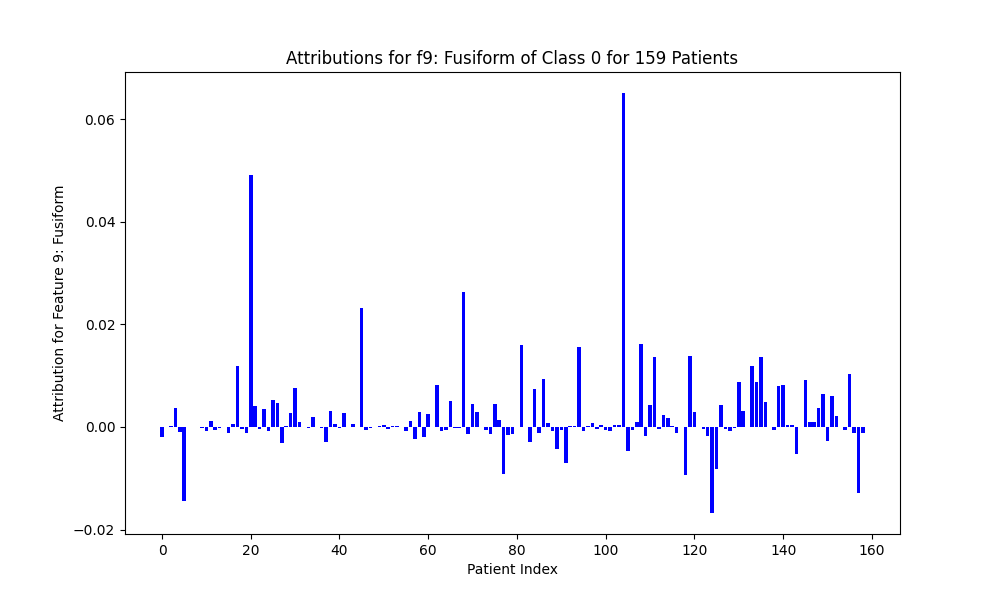 Attributions for f9: Fusiform of Class 0 for 159 Patients
Attribution for Feature 9: Fusiform
0.06
0.04
0.02
0.00
−0.02
0 20 40 60 80 100 120 140 160
Patient Index